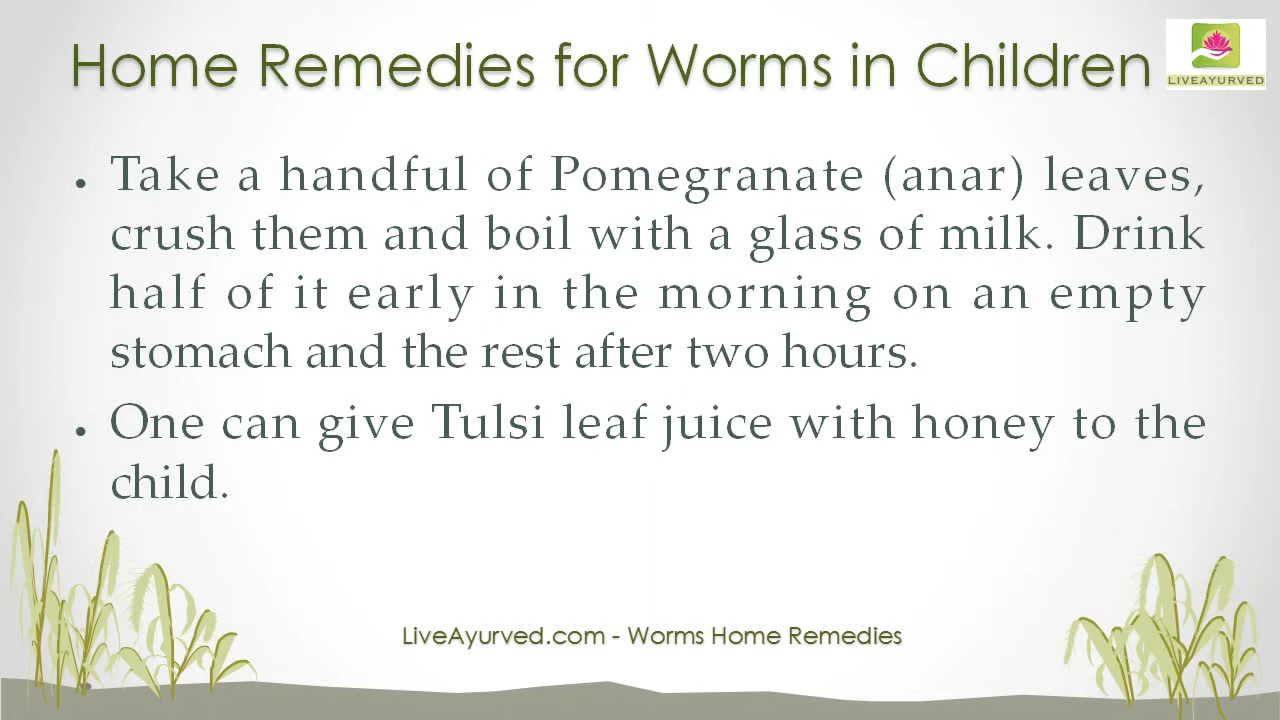 Home Remedies for Worms in Children
LIVEAYURVED
• Take a handful of Pomegranate (anar) leaves,
crush them and boil with a glass of milk. Drink
half of it early in the morning on an empty
stomach and the rest after two hours.
• One can give Tulsi leaf juice with honey to the
child.
LiveAyurved.com - Worms Home Remedies